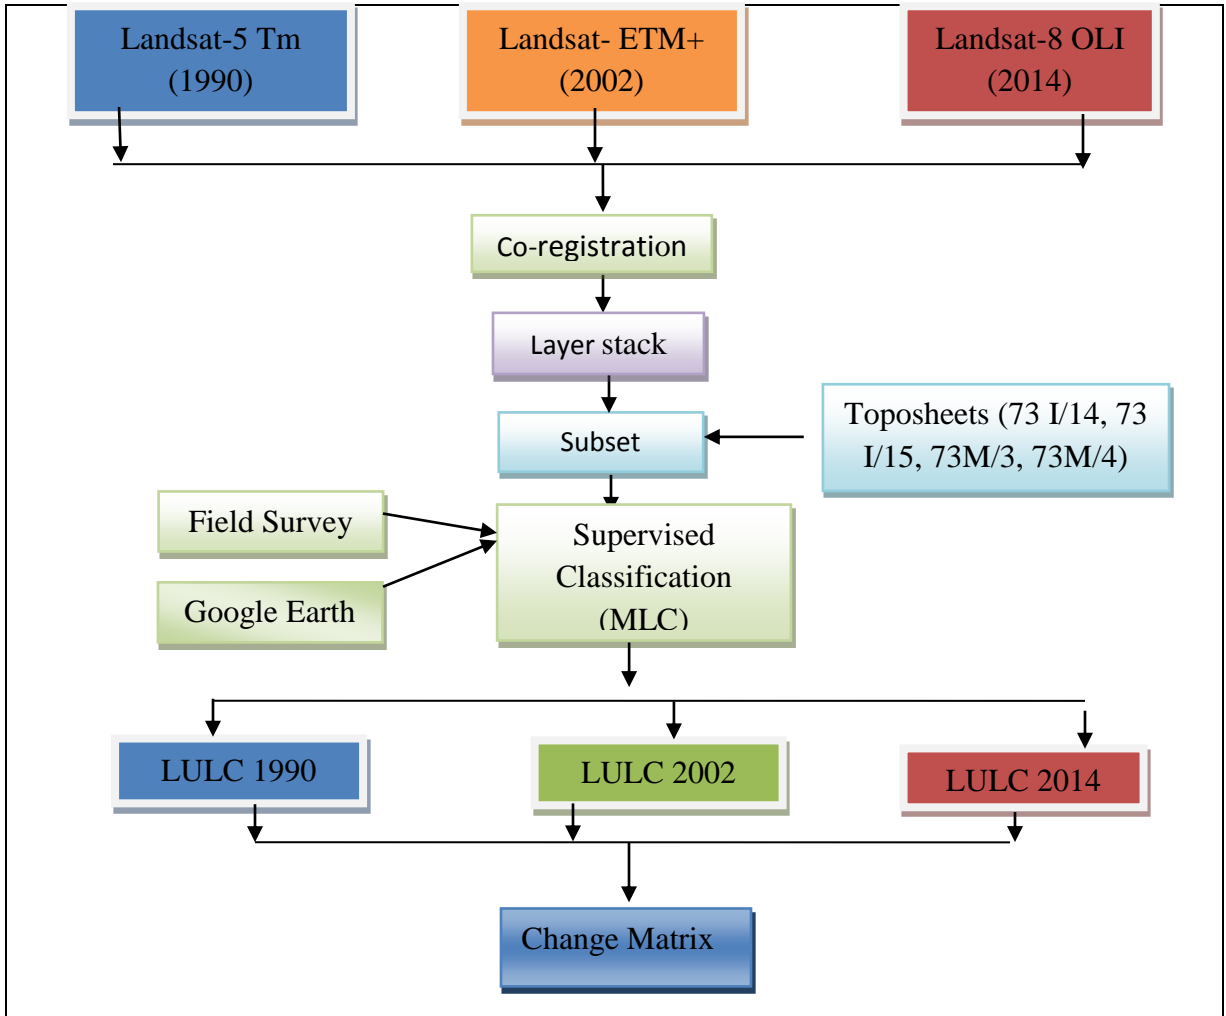 Landsat-5 Tm
(1990)
Landsat- ETM+
(2002)
Landsat-8 OLI
(2014)
Co-registration
Layer stack
Subset
Toposheets (73 I/14, 73
I/15, 73M/3, 73M/4)
Field Survey
Google Earth
Supervised
Classification
(MLC)
LULC 1990
LULC 2002
LULC 2014
Change Matrix